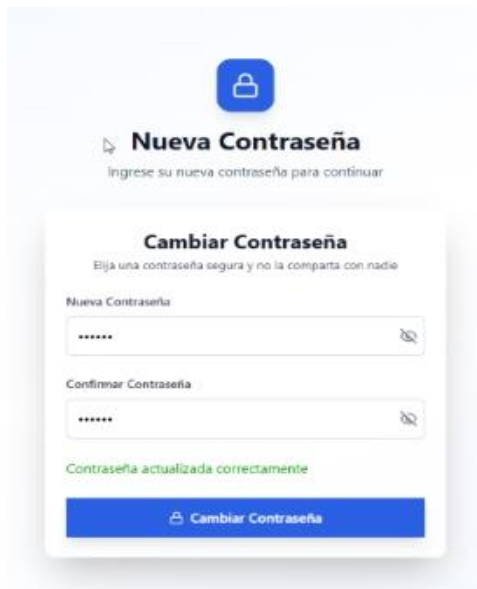 Nueva Contraseña
Ingrese su nueva contraseña para continuar
Cambiar Contraseña
Elija una contraseña segura y no la comparta con nadie
Nueva Contraseña
••••••
Confirmar Contraseña
••••••
Contraseña actualizada correctamente
Cambiar Contraseña